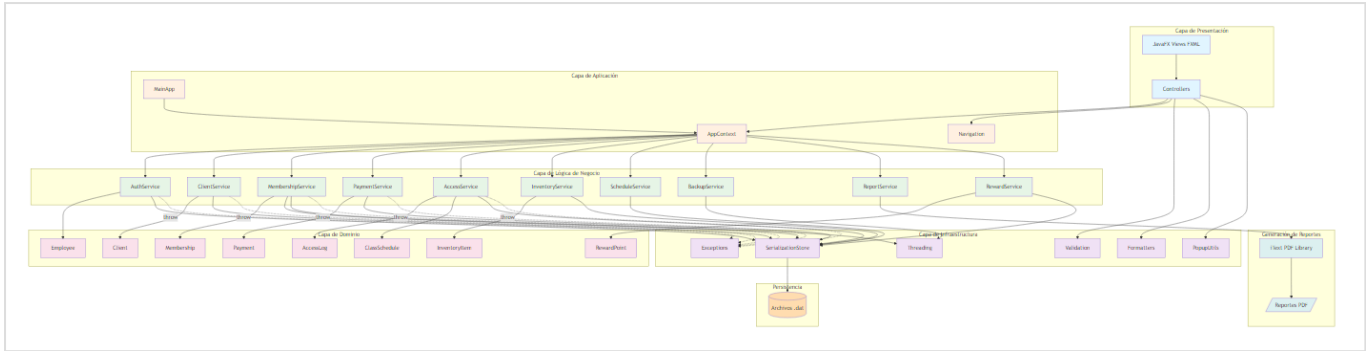 Capa de Presentación
JavaFX Views FXML
Capa de Aplicación
MainApp
Controllers
AppContext
Navigation
Capa de Lógica de Negocio
AuthService
ClientService
MembershipService
PaymentService
AccessService
InventoryService
ScheduleService
BackupService
ReportService
RewardService
throw
throw
throw
throw
throw
Capa de Dominio
Capa de Infraestructura
Generación de Reportes
Employee
Client
Membership
Payment
AccessLog
ClassSchedule
InventoryItem
RewardPoint
Exceptions
SerializationStore
Threading
Validation
Formatters
PopupUtils
iText PDF Library
Persistencia
Archivos .dat
Reportes PDF